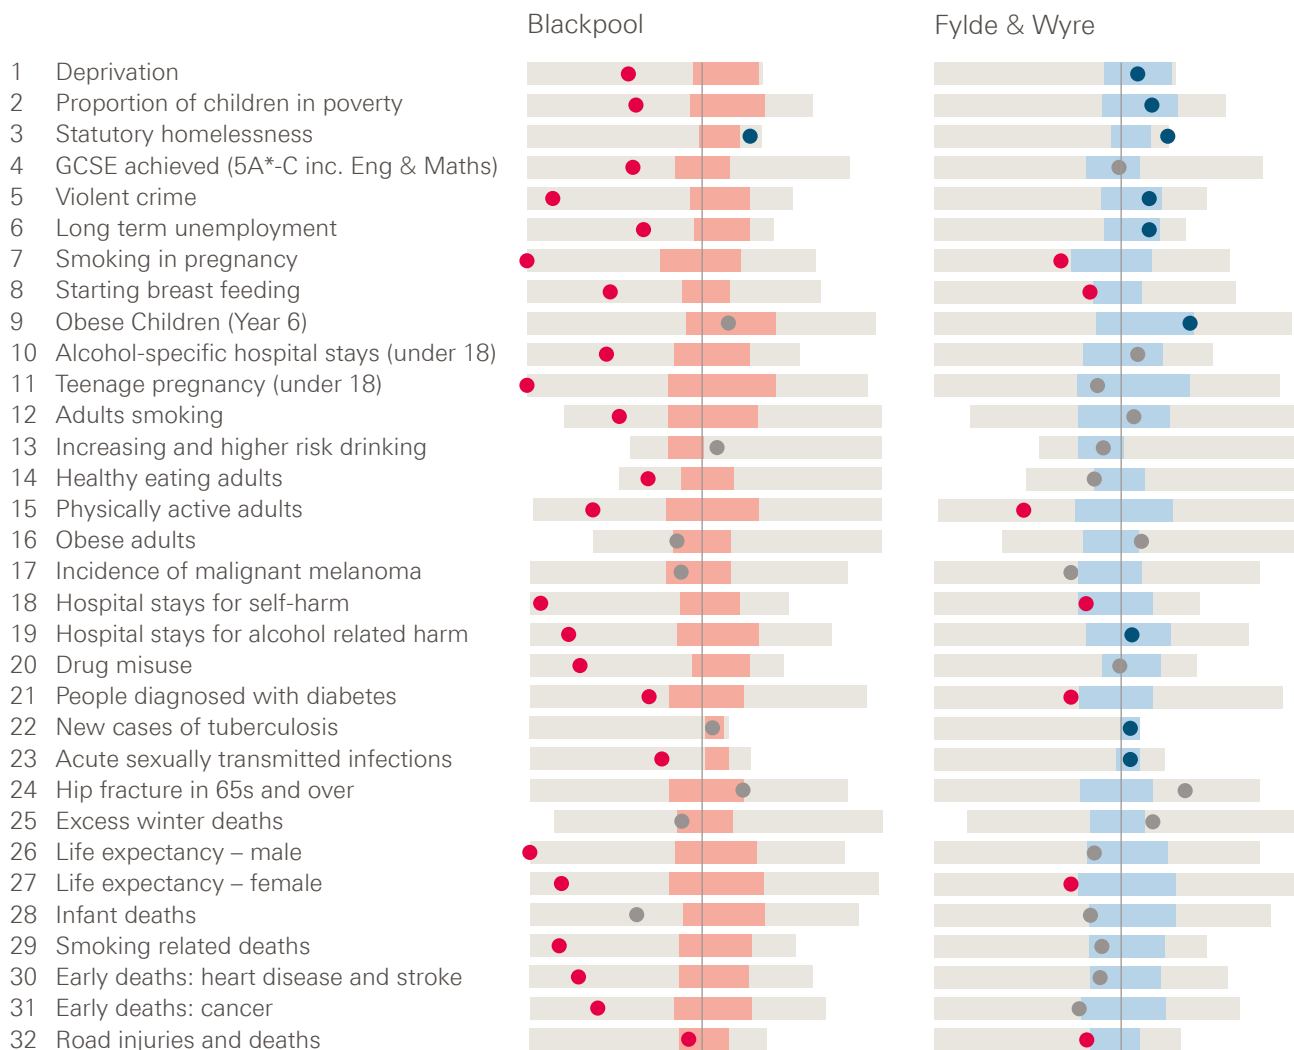 Blackpool
Fylde & Wyre
1 Deprivation
2 Proportion of children in poverty
3 Statutory homelessness
4 GCSE achieved (5A*-C inc. Eng & Maths)
5 Violent crime
6 Long term unemployment
7 Smoking in pregnancy
8 Starting breast feeding
9 Obese Children (Year 6)
10 Alcohol-specific hospital stays (under 18)
11 Teenage pregnancy (under 18)
12 Adults smoking
13 Increasing and higher risk drinking
14 Healthy eating adults
15 Physically active adults
16 Obese adults
17 Incidence of malignant melanoma
18 Hospital stays for self-harm
19 Hospital stays for alcohol related harm
20 Drug misuse
21 People diagnosed with diabetes
22 New cases of tuberculosis
23 Acute sexually transmitted infections
24 Hip fracture in 65s and over
25 Excess winter deaths
26 Life expectancy – male
27 Life expectancy – female
28 Infant deaths
29 Smoking related deaths
30 Early deaths: heart disease and stroke
31 Early deaths: cancer
32 Road injuries and deaths